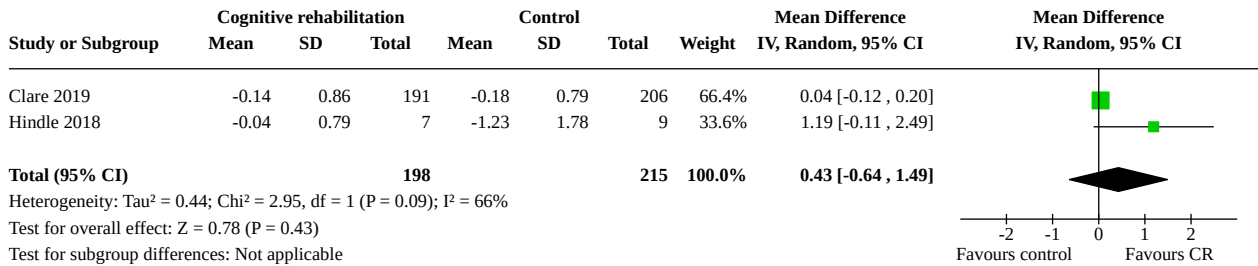 Cognitive rehabilitation Control Mean Difference Mean Difference
Study or Subgroup Mean SD Total Mean SD Total Weight IV, Random, 95% CI IV, Random, 95% CI
Clare 2019 -0.14 0.86 191 -0.18 0.79 206 66.4% 0.04 [-0.12 , 0.20]
Hindle 2018 -0.04 0.79 7 -1.23 1.78 9 33.6% 1.19 [-0.11 , 2.49]
Total (95% CI) 198 215 100.0% 0.43 [-0.64 , 1.49]
Heterogeneity: Tau² = 0.44; Chi² = 2.95, df = 1 (P = 0.09); I² = 66%
Test for overall effect: Z = 0.78 (P = 0.43)
-2 -1 0 1 2
Test for subgroup differences: Not applicable
Favours control Favours CR